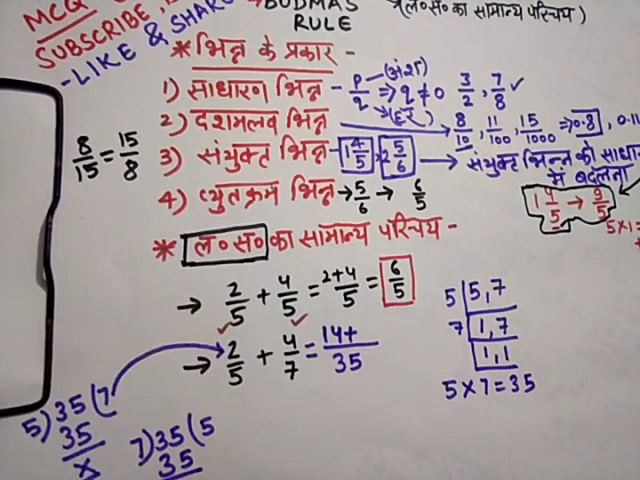 MCQ
SUBSCRIBE,
-LIKE & SHARE
→BODMAS
RULE
(ल॰स॰ का सामान्य परिचय)
* भिन्न के प्रकार -
1) साधारण भिन्न - p/q ⇒ q ≠ 0 3/2, 7/8 ✓
(अंश)
(हर)
2) दशमलव भिन्न → 8/10, 11/100, 15/1000 ⇒ 0.8, 0.11
3) संयुक्त भिन्न - 1 4/5, 2 5/6 → संयुक्त भिन्न को साधा
में बदलना
8/15 = 15/8
4) व्युत्क्रम भिन्न → 5/6 → 6/5
1 1/5 → 9/5
5×1=
* ल॰स॰ का सामान्य परिचय -
→ 2/5 + 4/5 = 2+4/5 = 6/5
→ 2/5 + 4/7 = 14+/35
5 | 5, 7
7 | 1, 7
1, 1
5 × 7 = 35
5) 35 (7
35
x
7) 35 (5
35